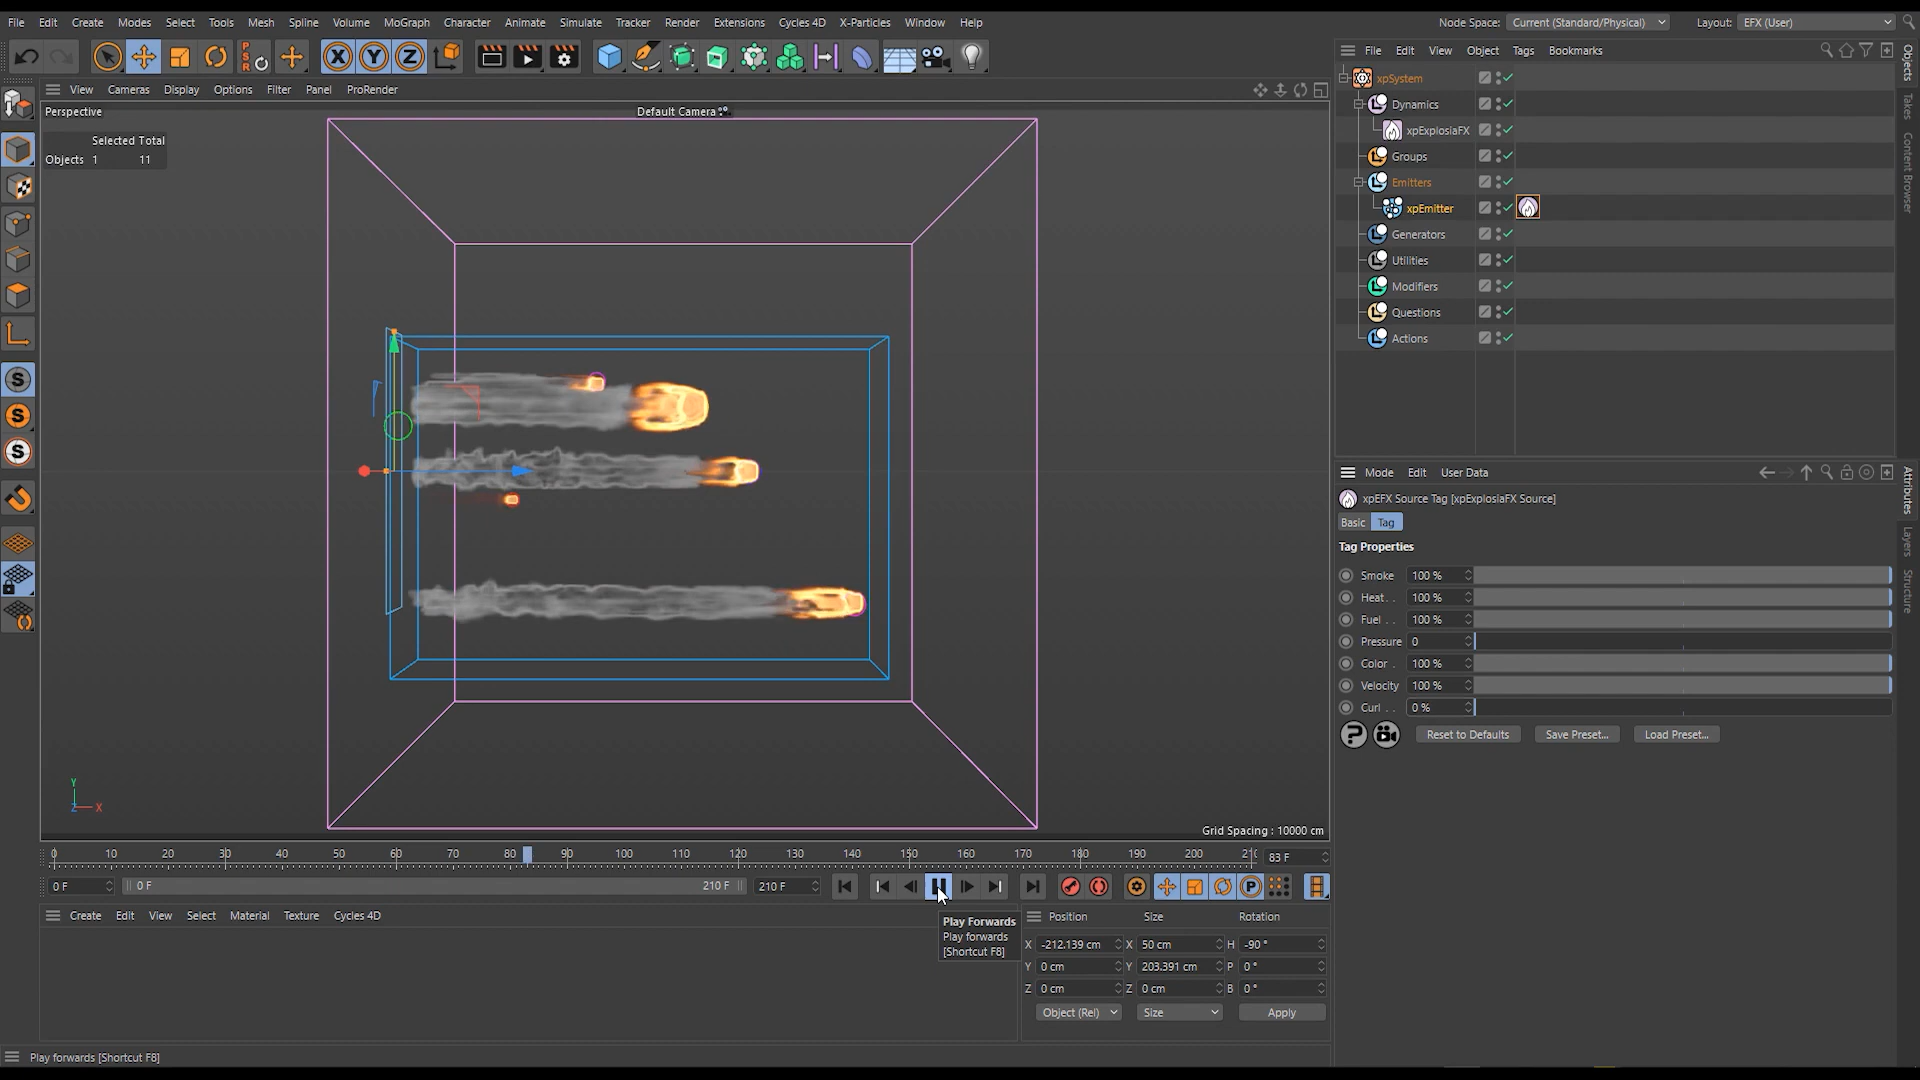 File Edit Create Modes Select Tools Mesh Spline Volume MoGraph Character Animate Simulate Tracker Render Extensions Cycles 4D X-Particles Window Help
Node Space: Current (Standard/Physical) Layout: EFX (User)
PSR
X Y Z
File Edit View Object Tags Bookmarks
View Cameras Display Options Filter Panel ProRender
Perspective
Default Camera
Selected Total
Objects 1 11
xpSystem
Dynamics
xpExplosiaFX
Groups
Emitters
xpEmitter
Generators
Utilities
Modifiers
Questions
Actions
Objects
Takes
Content Browser
S
S
S
Mode Edit User Data
xpEFX Source Tag [xpExplosiaFX Source]
Basic Tag
Tag Properties
Smoke 100 %
Heat. . 100 %
Fuel . . 100 %
Pressure 0
Color . 100 %
Velocity 100 %
Curl . . 0 %
? Reset to Defaults Save Preset... Load Preset...
Attributes
Layers
Structure
Y
Z X
Grid Spacing : 10000 cm
0 10 20 30 40 50 60 70 80 90 100 110 120 130 140 150 160 170 180 190 200 83 F
0 F 0 F 210 F 210 F
P
Create Edit View Select Material Texture Cycles 4D
Play Forwards
Play forwards
[Shortcut F8]
Position Size Rotation
X -212.139 cm X 50 cm H -90 °
Y 0 cm Y 203.391 cm P 0 °
Z 0 cm Z 0 cm B 0 °
Object (Rel) Size Apply
Play forwards [Shortcut F8]